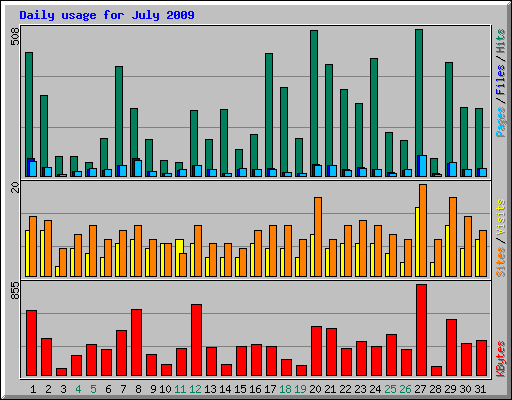 Daily usage for July 2009
508
Pages / Files / Hits
20
Sites / Visits
855
KBytes
1 2 3 4 5 6 7 8 9 10 11 12 13 14 15 16 17 18 19 20 21 22 23 24 25 26 27 28 29 30 31